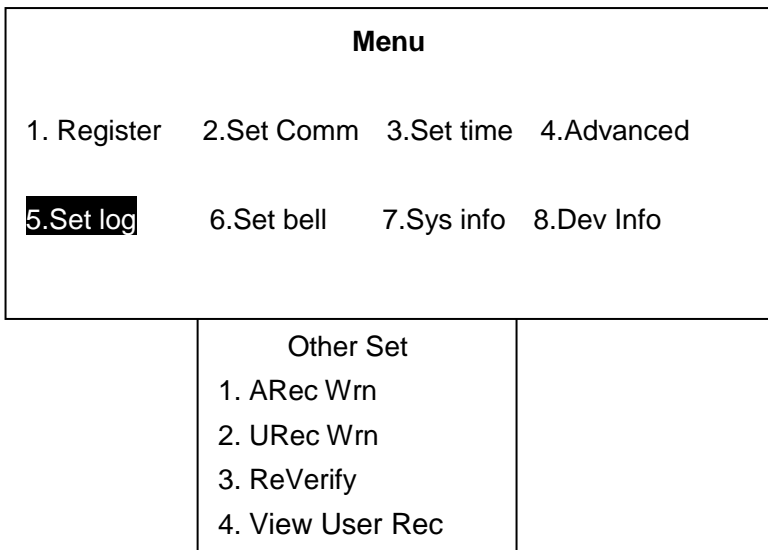 Menu
1. Register 2.Set Comm 3.Set time 4.Advanced
5.Set log 6.Set bell 7.Sys info 8.Dev Info
Other Set
1. ARec Wrn
2. URec Wrn
3. ReVerify
4. View User Rec